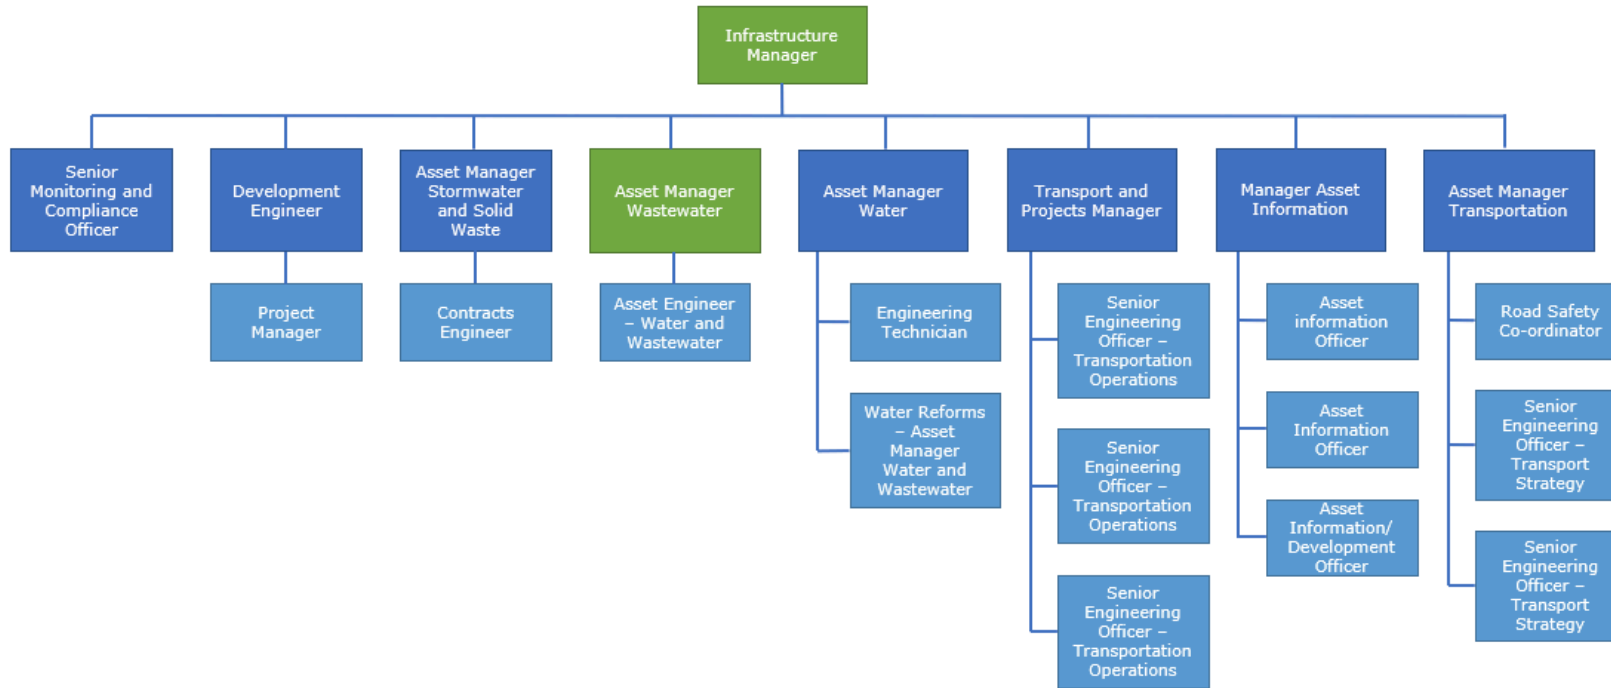 Infrastructure
Manager
Senior
Monitoring and
Compliance
Officer
Development
Engineer
Asset Manager
Stormwater
and Solid
Waste
Asset Manager
Wastewater
Asset Manager
Water
Transport and
Projects Manager
Manager Asset
Information
Asset Manager
Transportation
Project
Manager
Contracts
Engineer
Asset Engineer
– Water and
Wastewater
Engineering
Technician
Water Reforms
– Asset
Manager
Water and
Wastewater
Senior
Engineering
Officer –
Transportation
Operations
Senior
Engineering
Officer –
Transportation
Operations
Senior
Engineering
Officer –
Transportation
Operations
Asset
information
Officer
Asset
Information
Officer
Asset
Information/
Development
Officer
Road Safety
Co-ordinator
Senior
Engineering
Officer –
Transport
Strategy
Senior
Engineering
Officer –
Transport
Strategy